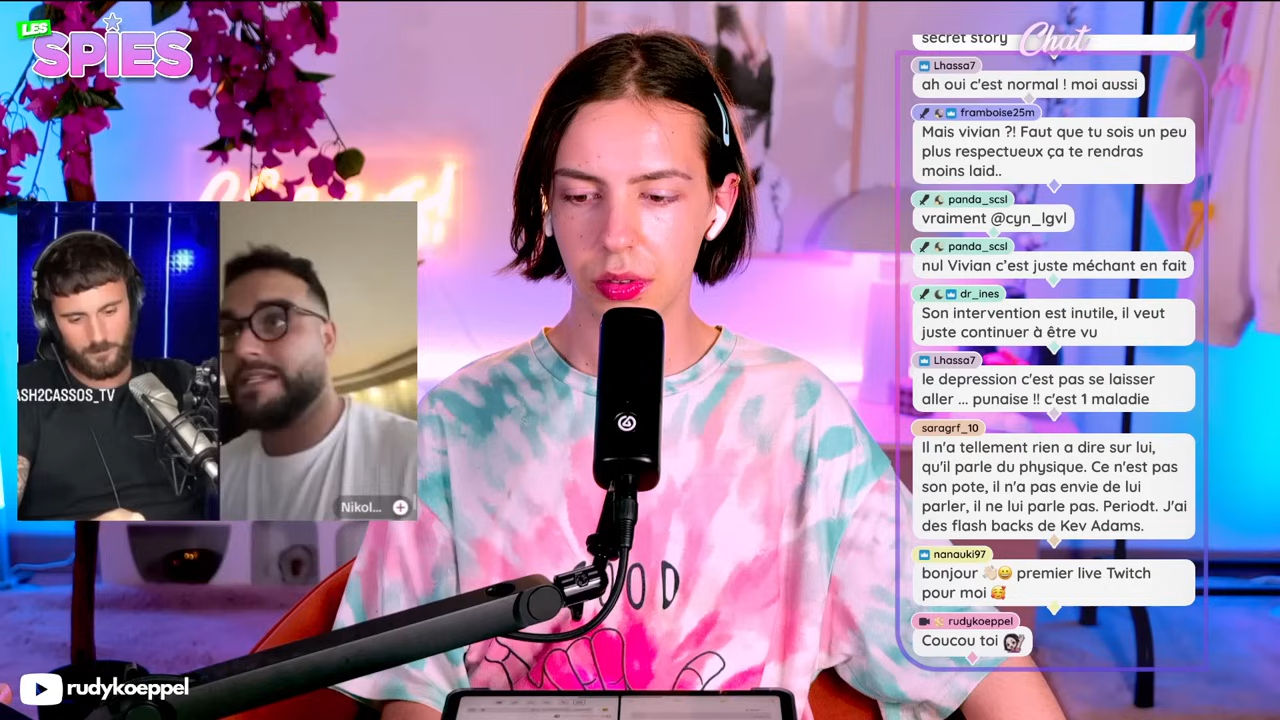 LES
SPIES
Chat
secret story
Lhassa7
ah oui c'est normal ! moi aussi
framboise25m
Mais vivian ?! Faut que tu sois un peu
plus respectueux ça te rendras
moins laid..
panda_scsl
vraiment @cyn_lgvl
panda_scsl
nul Vivian c'est juste méchant en fait
dr_ines
Son intervention est inutile, il veut
juste continuer à être vu
Lhassa7
le depression c'est pas se laisser
aller ... punaise !! c'est 1 maladie
saragrf_10
Il n'a tellement rien a dire sur lui,
qu'il parle du physique. Ce n'est pas
son pote, il n'a pas envie de lui
parler, il ne lui parle pas. Periodt. J'ai
des flash backs de Kev Adams.
nanauki97
bonjour 👋🏻😀 premier live Twitch
pour moi 🥰
rudykoeppel
Coucou toi
ASH2CASSOS_TV
Nikol...
OOD
rudykoeppel